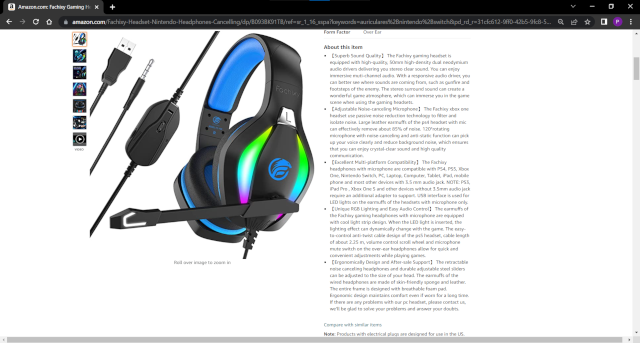 Amazon.com: Fachixy Gaming H
amazon.com/Fachixy-Headset-Nintendo-Headphones-Cancelling/dp/B093BK91TB/ref=sr_1_16_sspa?keywords=auriculares%2Bnintendo%2Bswitch&pd_rd_r=31cfc612-9ff0-42b5-9fc8-5...
Form Factor Over Ear
About this item
• 【Superb Sound Quality】 The Fachixy gaming headset is
equipped with high-quality, 50mm high-density dual neodymium
audio drivers delivering you stereo clear sound. You can enjoy
immersive multi-channel audio. With a responsive audio drive, you
can better see where sounds are coming from, such as gunfire and
footsteps of the enemy. The stereo surround sound can create a
wonderful game atmosphere, which can immerse you in the game
scene when using the gaming headsets.
• 【Adjustable Noise-canceling Microphone】 The Fachixy xbox one
headset use passive noise reduction technology to filter and
isolate noise. Large leather earmuffs of the ps4 headset with mic
can effectively remove about 85% of noise. 120°rotating
microphone with noise canceling and anti-static function can pick
up your voice clearly and reduce background noise, which ensures
that you can enjoy crystal-clear sound and high quality
communication.
• 【Excellent Multi-platform Compatibility】 The Fachixy
headphones with microphone are compatible with PS4, PS5, Xbox
One, Nintendo Switch, PC, Laptop, Computer, Tablet, iPad, mobile
phone and most other devices with 3.5 mm audio jack. NOTE: PS5,
iPad Pro , Xbox One S and other devices without 3.5mm audio jack
require an additional adapter to support. USB interface is used for
LED lights on the earmuffs of the headsets with microphone only.
• 【Unique RGB Lighting and Easy Audio Control】 The earmuffs of
the Fachixy gaming headphones with microphone are equipped
with cool light strip design. When the LED light is inserted, the
lighting effect can dynamically change with the game. The easy-
to-control anti-twist cable design of the ps4 headset, cable length
of about 2.25 m, volume control scroll wheel and microphone
mute switch on the over-ear headphones allow for quick and
convenient adjustments while playing games.
• 【Ergonomically Design and After-sale Support】 The retractable
noise canceling headphones and durable adjustable steel sliders
can be adjusted to the size of your head. The earmuffs of the
wired headphones are made of skin-friendly sponge and leather.
The entire frame is designed with breathable foam pad.
Ergonomic design maintains comfort even if worn for a long time.
If there are any problems with our pc headset, please contact us,
we'll be glad to solve your problems and answer your doubts.
Roll over image to zoom in
VIDEO
Compare with similar items
Note: Products with electrical plugs are designed for use in the US.